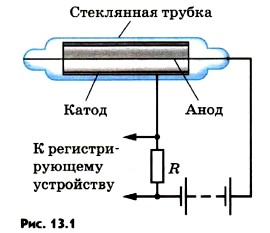 Стеклянная трубка
Катод
Анод
К регистри-
рующему
устройству
R
Рис. 13.1